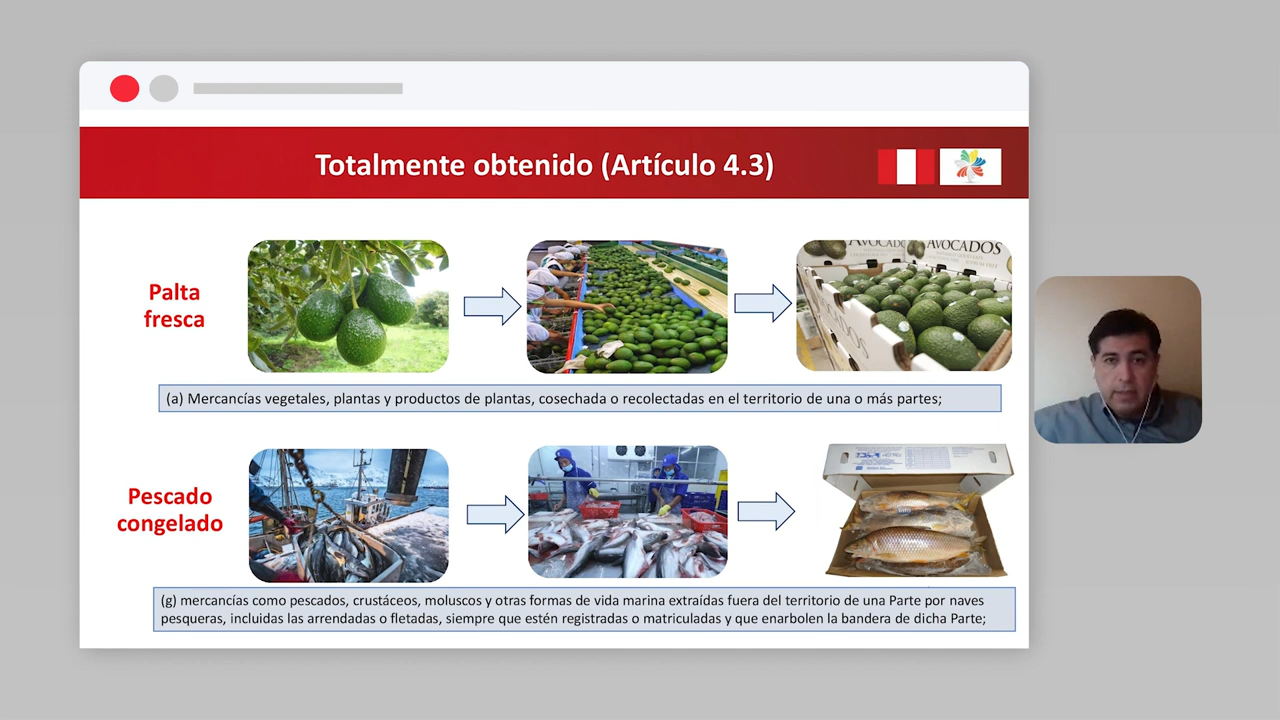 Totalmente obtenido (Artículo 4.3)
Palta
fresca
AVOCADOS
AVOCADOS
(a) Mercancías vegetales, plantas y productos de plantas, cosechada o recolectadas en el territorio de una o más partes;
Pescado
congelado
(g) mercancías como pescados, crustáceos, moluscos y otras formas de vida marina extraídas fuera del territorio de una Parte por naves
pesqueras, incluidas las arrendadas o fletadas, siempre que estén registradas o matriculadas y que enarbolen la bandera de dicha Parte;